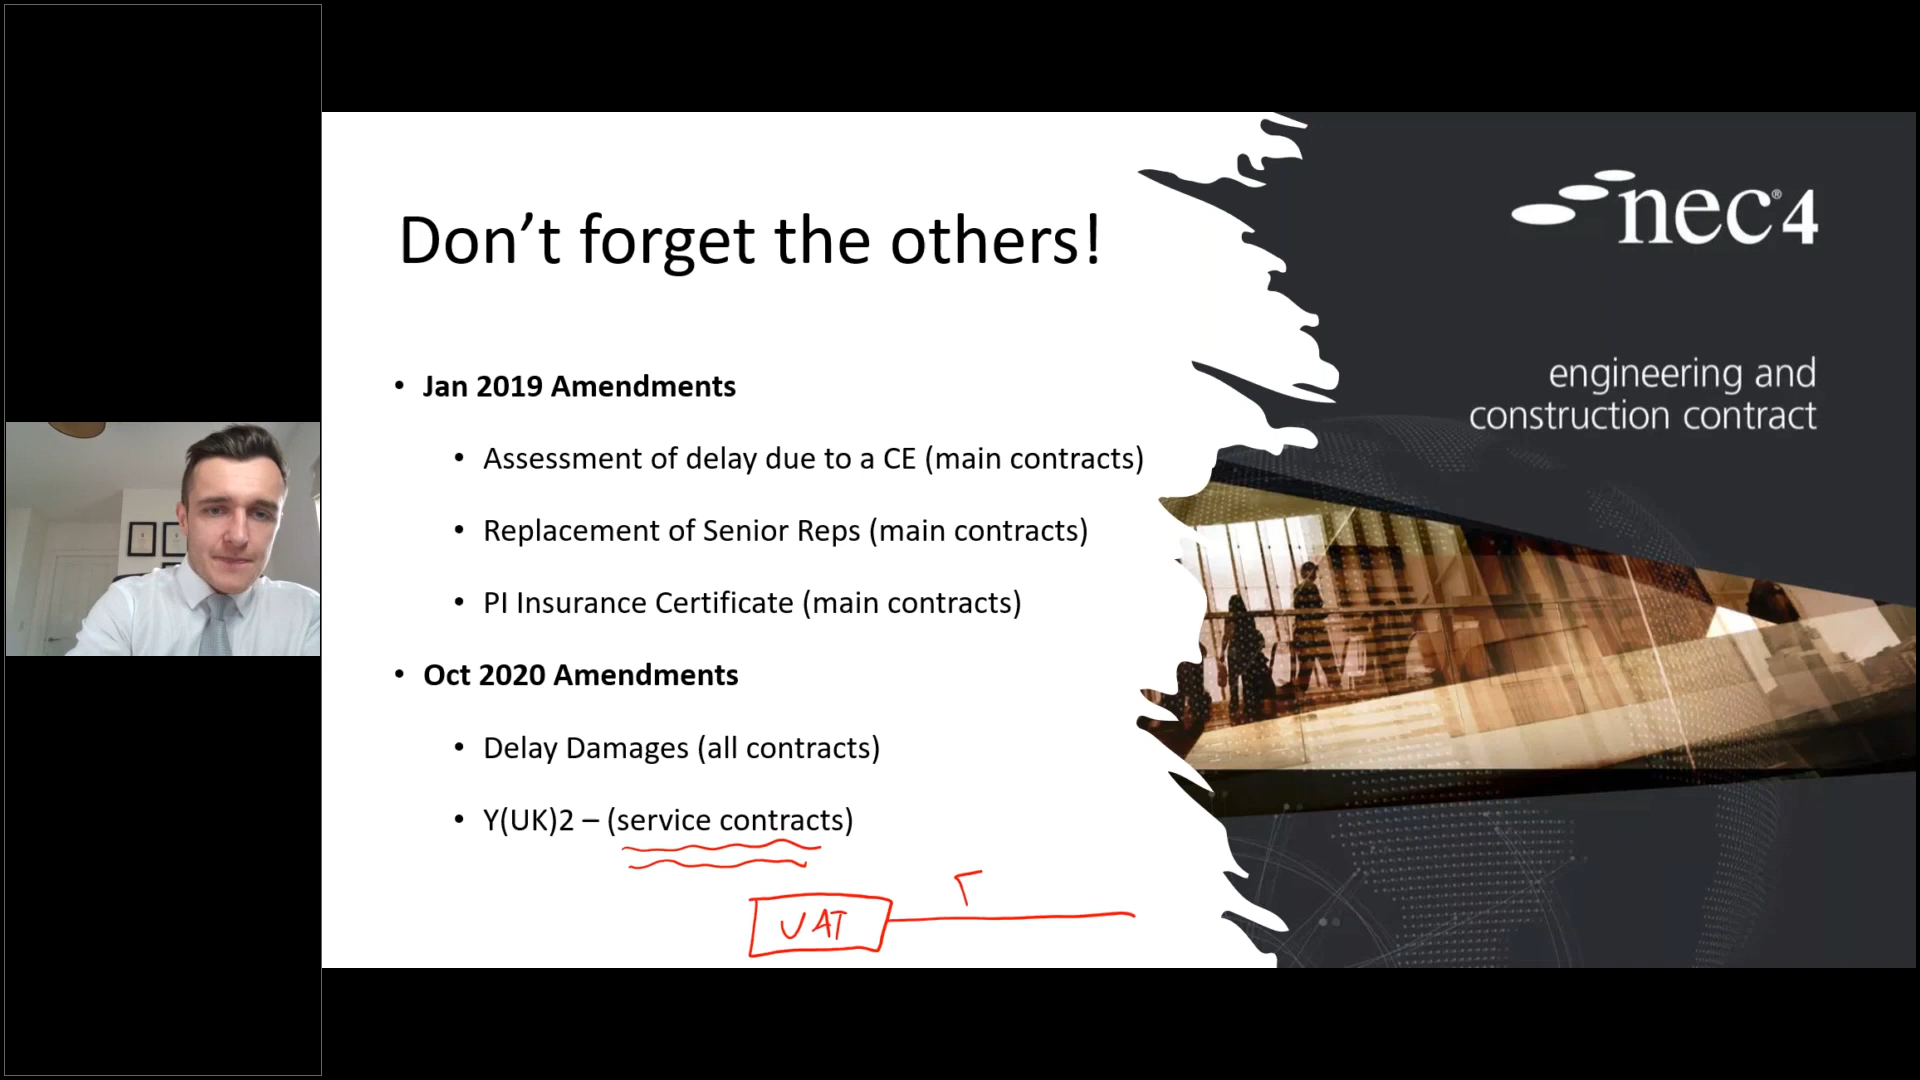 Don’t forget the others!
• Jan 2019 Amendments
• Assessment of delay due to a CE (main contracts)
• Replacement of Senior Reps (main contracts)
• PI Insurance Certificate (main contracts)
• Oct 2020 Amendments
• Delay Damages (all contracts)
• Y(UK)2 – (service contracts)
VAT
nec®4
engineering and
construction contract